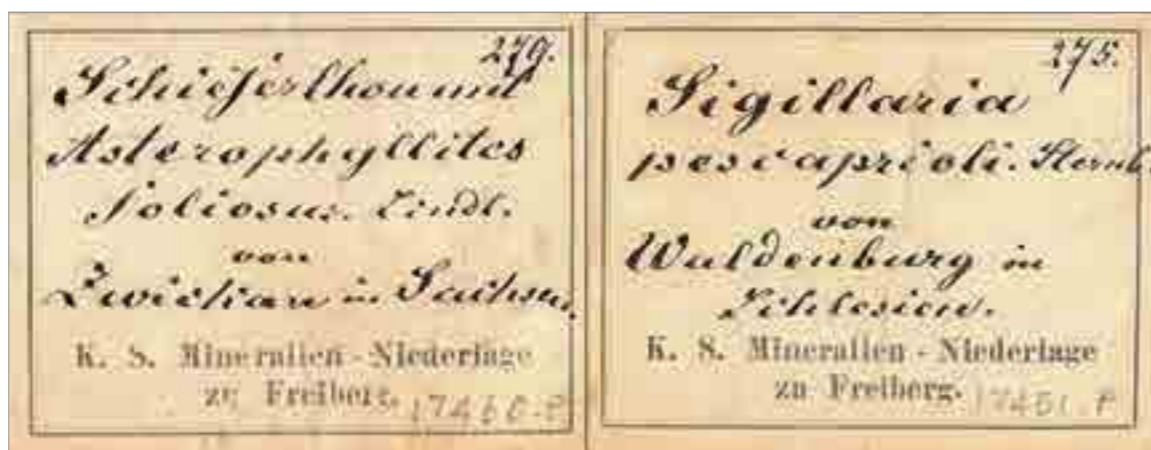 279.
Schieferthon mit
Asterophyllites
foliosus. Lindl.
von
Zwickau in Sachsen.
K. S. Mineralien - Niederlage
zu Freiberg.
17460.P
275.
Sigillaria
pes capreoli. Sternb.
von
Waldenburg in
Schlesien.
K. S. Mineralien - Niederlage
zu Freiberg.
17451.P